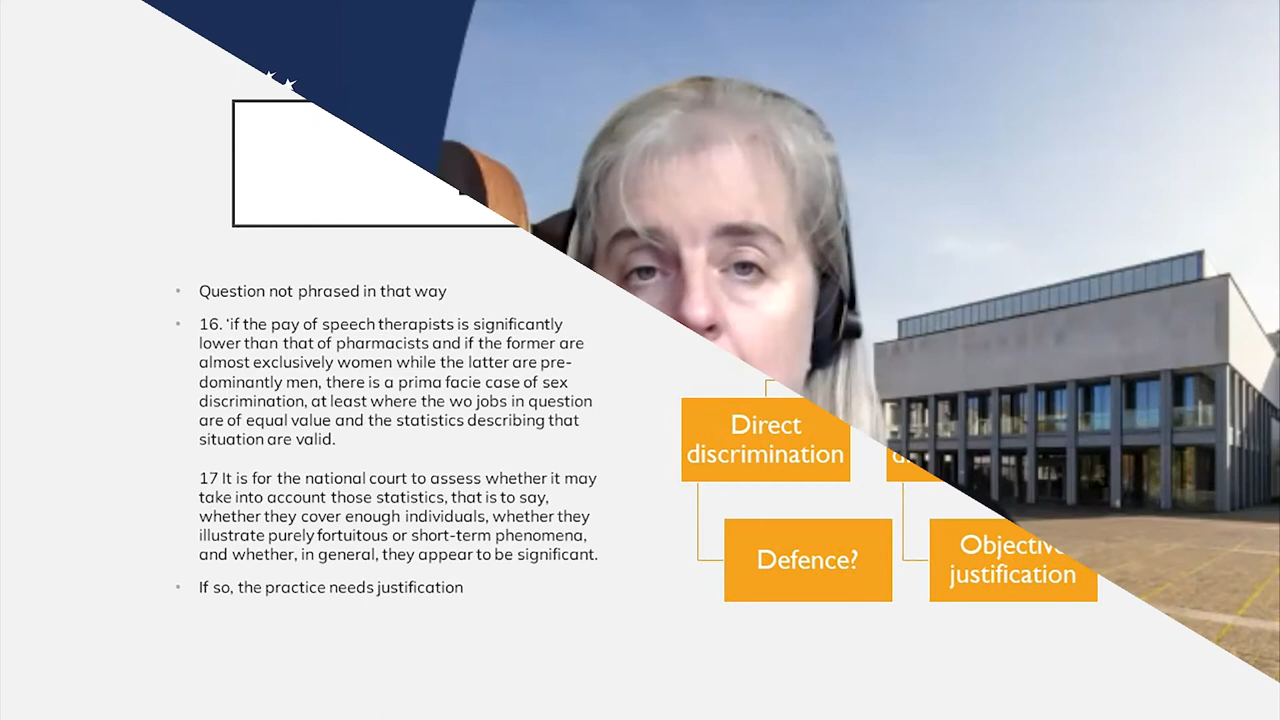 Question not phrased in that way
16. ‘if the pay of speech therapists is significantly
lower than that of pharmacists and if the former are
almost exclusively women while the latter are pre-
dominantly men, there is a prima facie case of sex
discrimination, at least where the wo jobs in question
are of equal value and the statistics describing that
situation are valid.
17 It is for the national court to assess whether it may
take into account those statistics, that is to say,
whether they cover enough individuals, whether they
illustrate purely fortuitous or short-term phenomena,
and whether, in general, they appear to be significant.
If so, the practice needs justification
Direct
discrimination
Defence?
Objective
justification